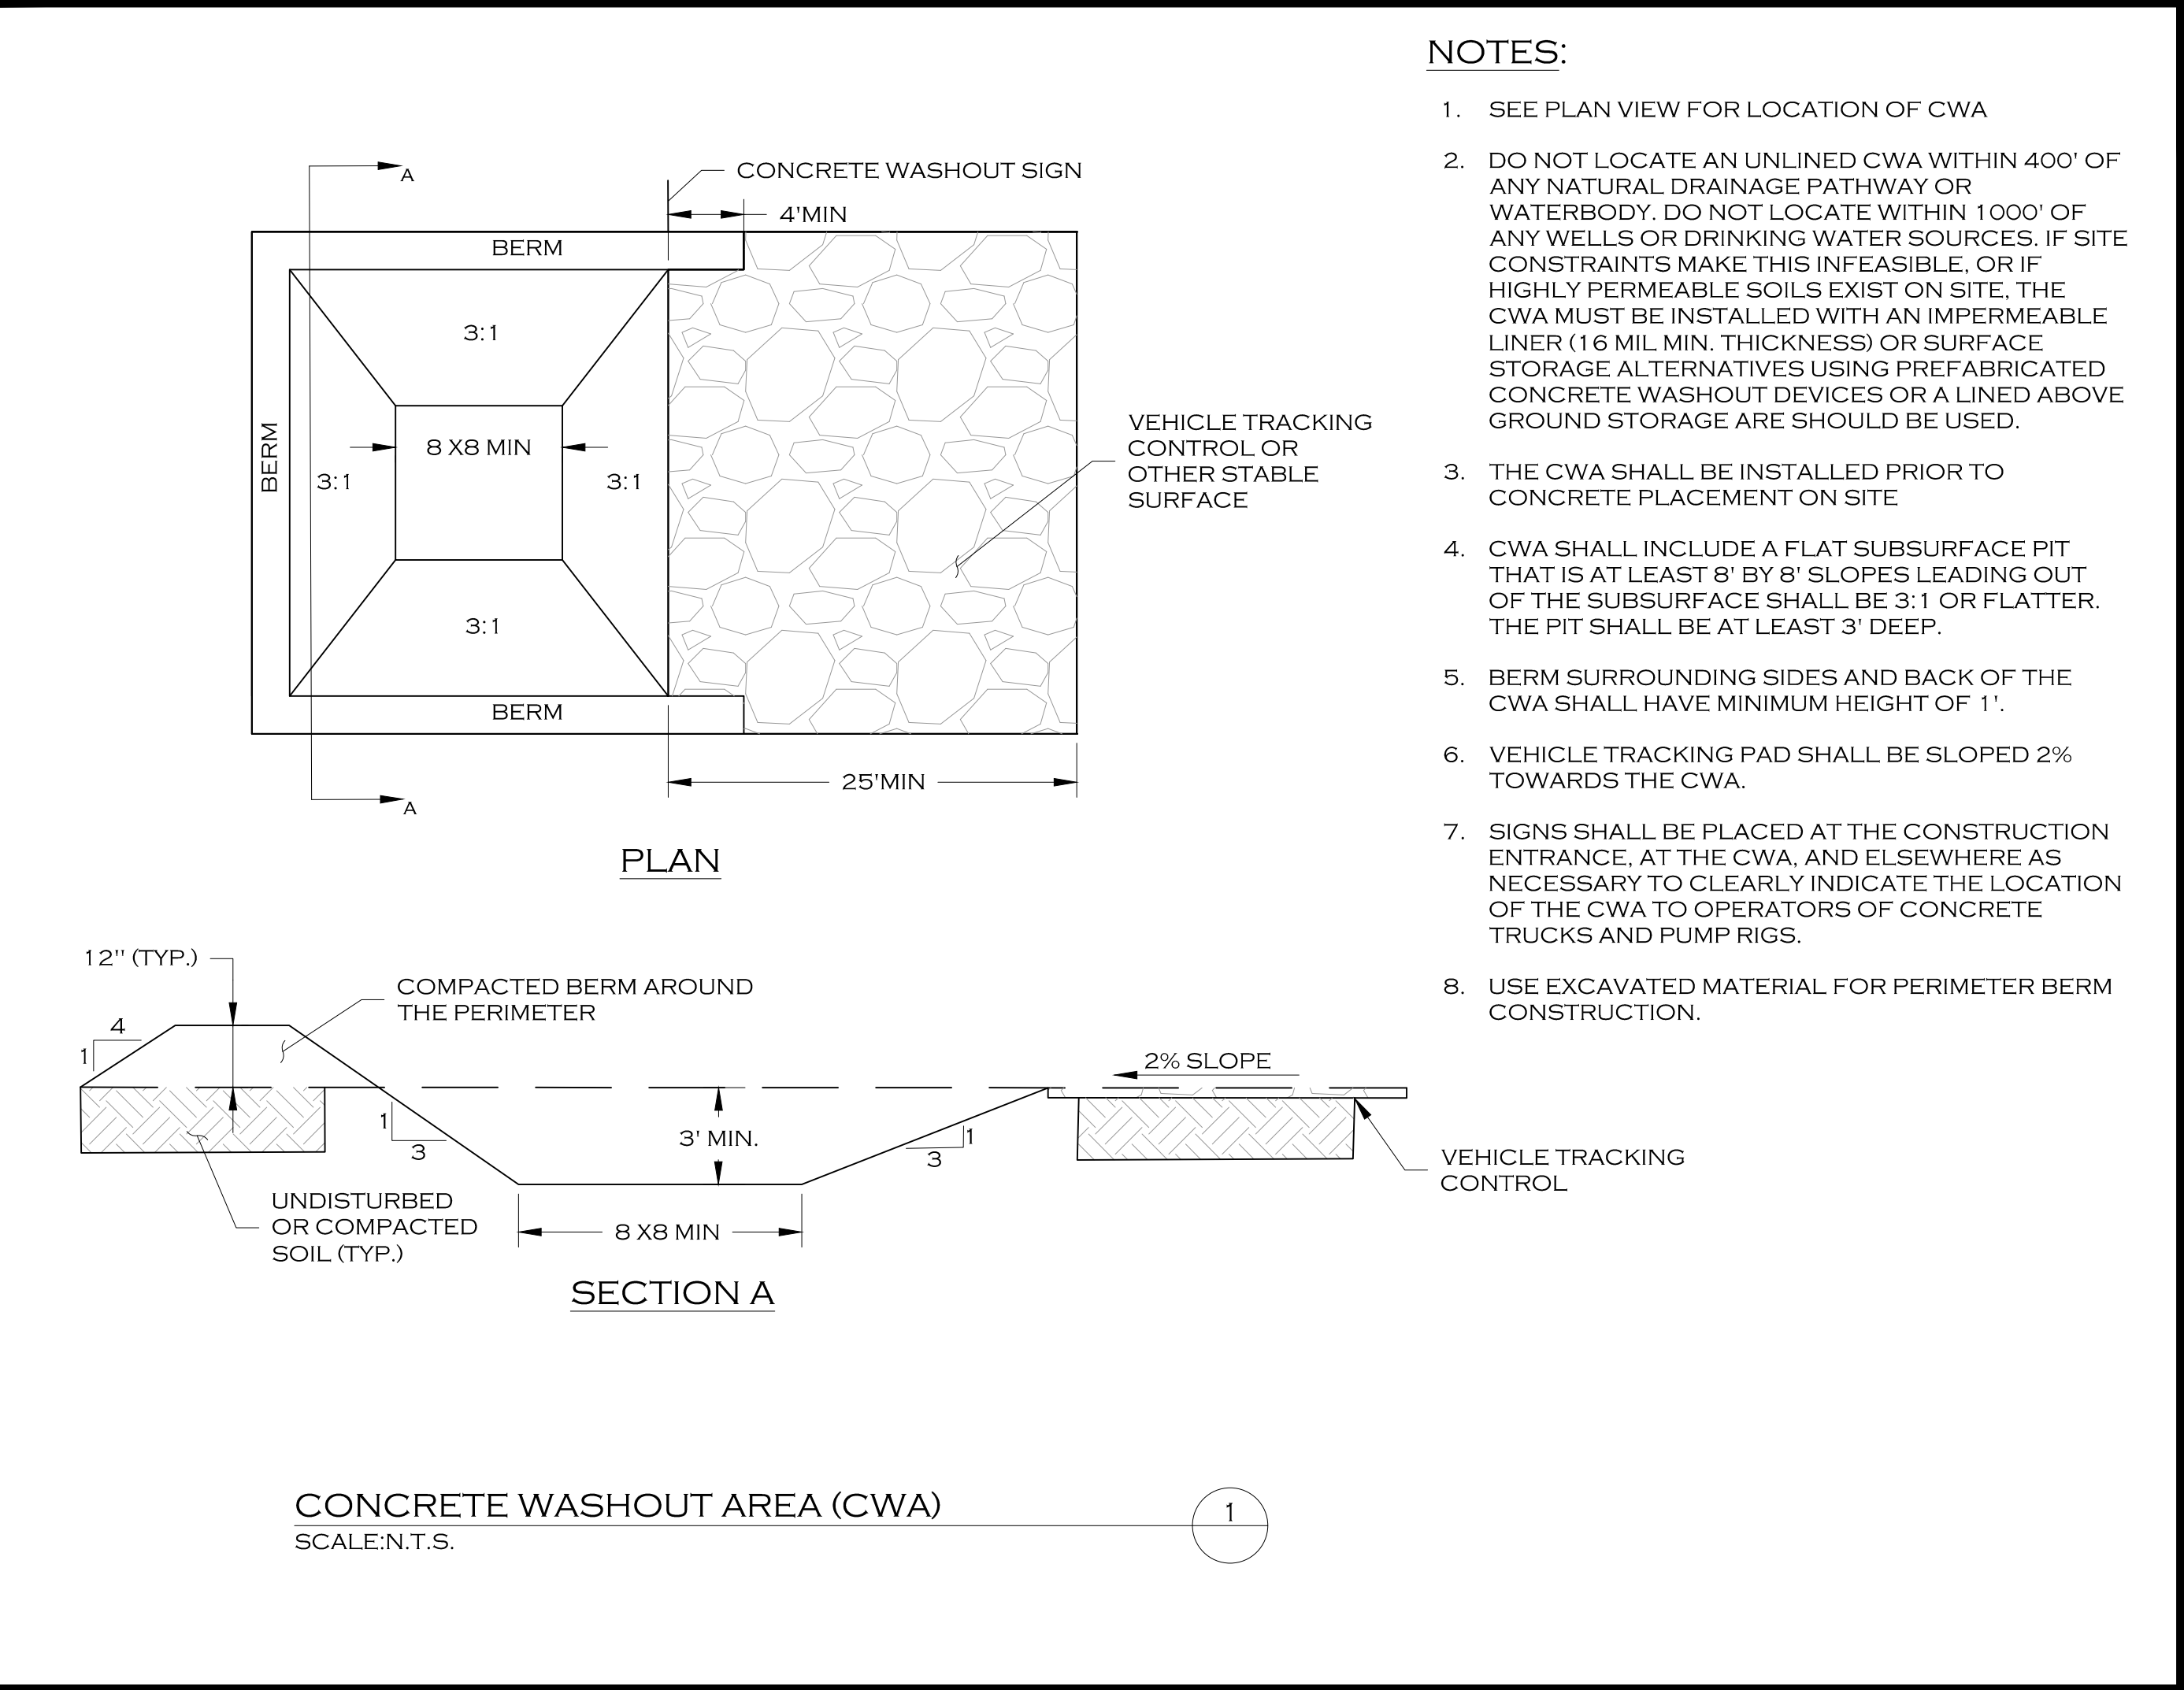 NOTES:
1. SEE PLAN VIEW FOR LOCATION OF CWA
2. DO NOT LOCATE AN UNLINED CWA WITHIN 400' OF
ANY NATURAL DRAINAGE PATHWAY OR
WATERBODY. DO NOT LOCATE WITHIN 1000' OF
ANY WELLS OR DRINKING WATER SOURCES. IF SITE
CONSTRAINTS MAKE THIS INFEASIBLE, OR IF
HIGHLY PERMEABLE SOILS EXIST ON SITE, THE
CWA MUST BE INSTALLED WITH AN IMPERMEABLE
LINER (16 MIL MIN. THICKNESS) OR SURFACE
STORAGE ALTERNATIVES USING PREFABRICATED
CONCRETE WASHOUT DEVICES OR A LINED ABOVE
GROUND STORAGE ARE SHOULD BE USED.
3. THE CWA SHALL BE INSTALLED PRIOR TO
CONCRETE PLACEMENT ON SITE
4. CWA SHALL INCLUDE A FLAT SUBSURFACE PIT
THAT IS AT LEAST 8' BY 8' SLOPES LEADING OUT
OF THE SUBSURFACE SHALL BE 3:1 OR FLATTER.
THE PIT SHALL BE AT LEAST 3' DEEP.
5. BERM SURROUNDING SIDES AND BACK OF THE
CWA SHALL HAVE MINIMUM HEIGHT OF 1'.
6. VEHICLE TRACKING PAD SHALL BE SLOPED 2%
TOWARDS THE CWA.
7. SIGNS SHALL BE PLACED AT THE CONSTRUCTION
ENTRANCE, AT THE CWA, AND ELSEWHERE AS
NECESSARY TO CLEARLY INDICATE THE LOCATION
OF THE CWA TO OPERATORS OF CONCRETE
TRUCKS AND PUMP RIGS.
8. USE EXCAVATED MATERIAL FOR PERIMETER BERM
CONSTRUCTION.
A
CONCRETE WASHOUT SIGN
4'MIN
BERM
3:1
8 X8 MIN
BERM
3:1
3:1
3:1
BERM
VEHICLE TRACKING
CONTROL OR
OTHER STABLE
SURFACE
25'MIN
A
PLAN
12" (TYP.)
COMPACTED BERM AROUND
THE PERIMETER
4
1
2% SLOPE
1
3
3' MIN.
1
3
VEHICLE TRACKING
CONTROL
UNDISTURBED
OR COMPACTED
SOIL (TYP.)
8 X8 MIN
SECTION A
CONCRETE WASHOUT AREA (CWA)
1
SCALE:N.T.S.